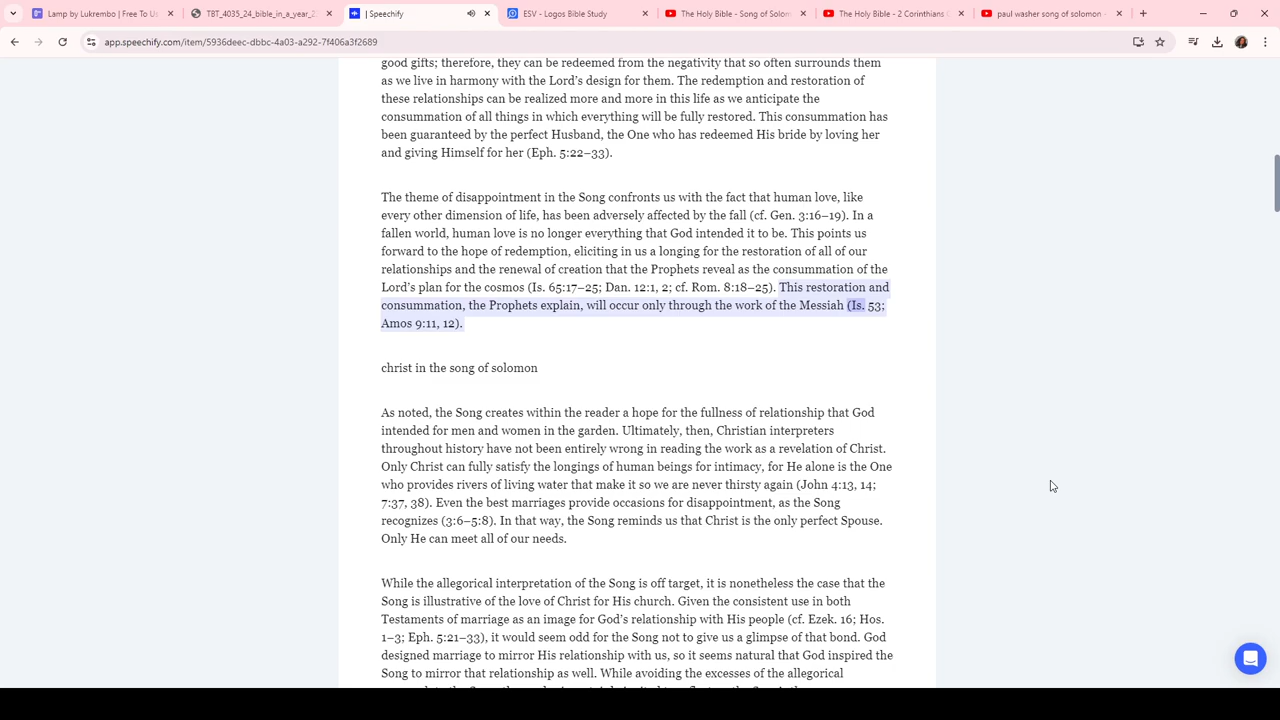 Lamp by Lukrembo | Free To Us
TBT_4035_24_bible_in_a_year_2
| Speechify
ESV - Logos Bible Study
The Holy Bible - Song of Solom
The Holy Bible - 2 Corinthians
paul washer song of solomon -
app.speechify.com/item/5936deec-dbbc-4a03-a292-7f406a3f2689
good gifts; therefore, they can be redeemed from the negativity that so often surrounds them
as we live in harmony with the Lord's design for them. The redemption and restoration of
these relationships can be realized more and more in this life as we anticipate the
consummation of all things in which everything will be fully restored. This consummation has
been guaranteed by the perfect Husband, the One who has redeemed His bride by loving her
and giving Himself for her (Eph. 5:22–33).
The theme of disappointment in the Song confronts us with the fact that human love, like
every other dimension of life, has been adversely affected by the fall (cf. Gen. 3:16–19). In a
fallen world, human love is no longer everything that God intended it to be. This points us
forward to the hope of redemption, eliciting in us a longing for the restoration of all of our
relationships and the renewal of creation that the Prophets reveal as the consummation of the
Lord's plan for the cosmos (Is. 65:17–25; Dan. 12:1, 2; cf. Rom. 8:18–25). This restoration and
consummation, the Prophets explain, will occur only through the work of the Messiah (Is. 53;
Amos 9:11, 12).
christ in the song of solomon
As noted, the Song creates within the reader a hope for the fullness of relationship that God
intended for men and women in the garden. Ultimately, then, Christian interpreters
throughout history have not been entirely wrong in reading the work as a revelation of Christ.
Only Christ can fully satisfy the longings of human beings for intimacy, for He alone is the One
who provides rivers of living water that make it so we are never thirsty again (John 4:13, 14;
7:37, 38). Even the best marriages provide occasions for disappointment, as the Song
recognizes (3:6–5:8). In that way, the Song reminds us that Christ is the only perfect Spouse.
Only He can meet all of our needs.
While the allegorical interpretation of the Song is off target, it is nonetheless the case that the
Song is illustrative of the love of Christ for His church. Given the consistent use in both
Testaments of marriage as an image for God's relationship with His people (cf. Ezek. 16; Hos.
1–3; Eph. 5:21–33), it would seem odd for the Song not to give us a glimpse of that bond. God
designed marriage to mirror His relationship with us, so it seems natural that God inspired the
Song to mirror that relationship as well. While avoiding the excesses of the allegorical